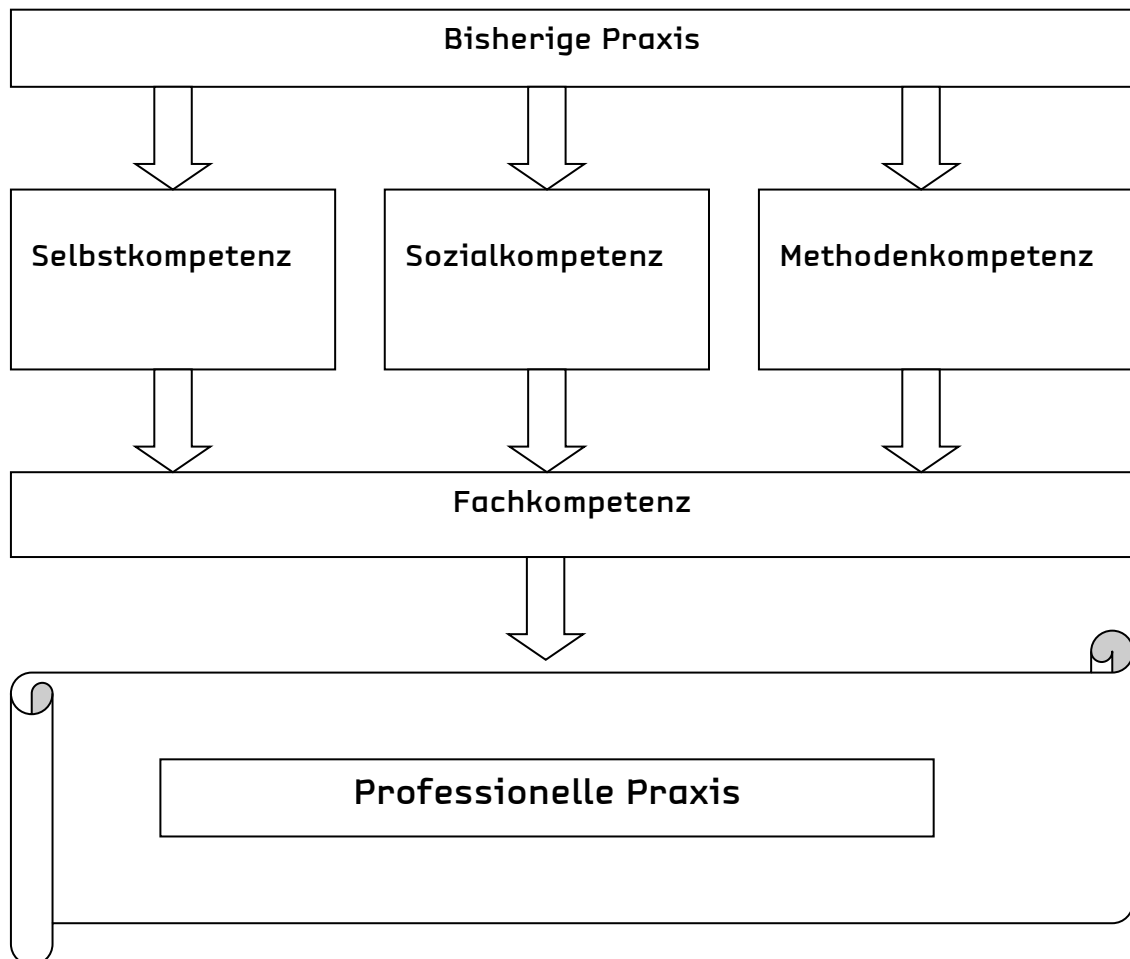 Bisherige Praxis
Selbstkompetenz
Sozialkompetenz
Methodenkompetenz
Fachkompetenz
Professionelle Praxis